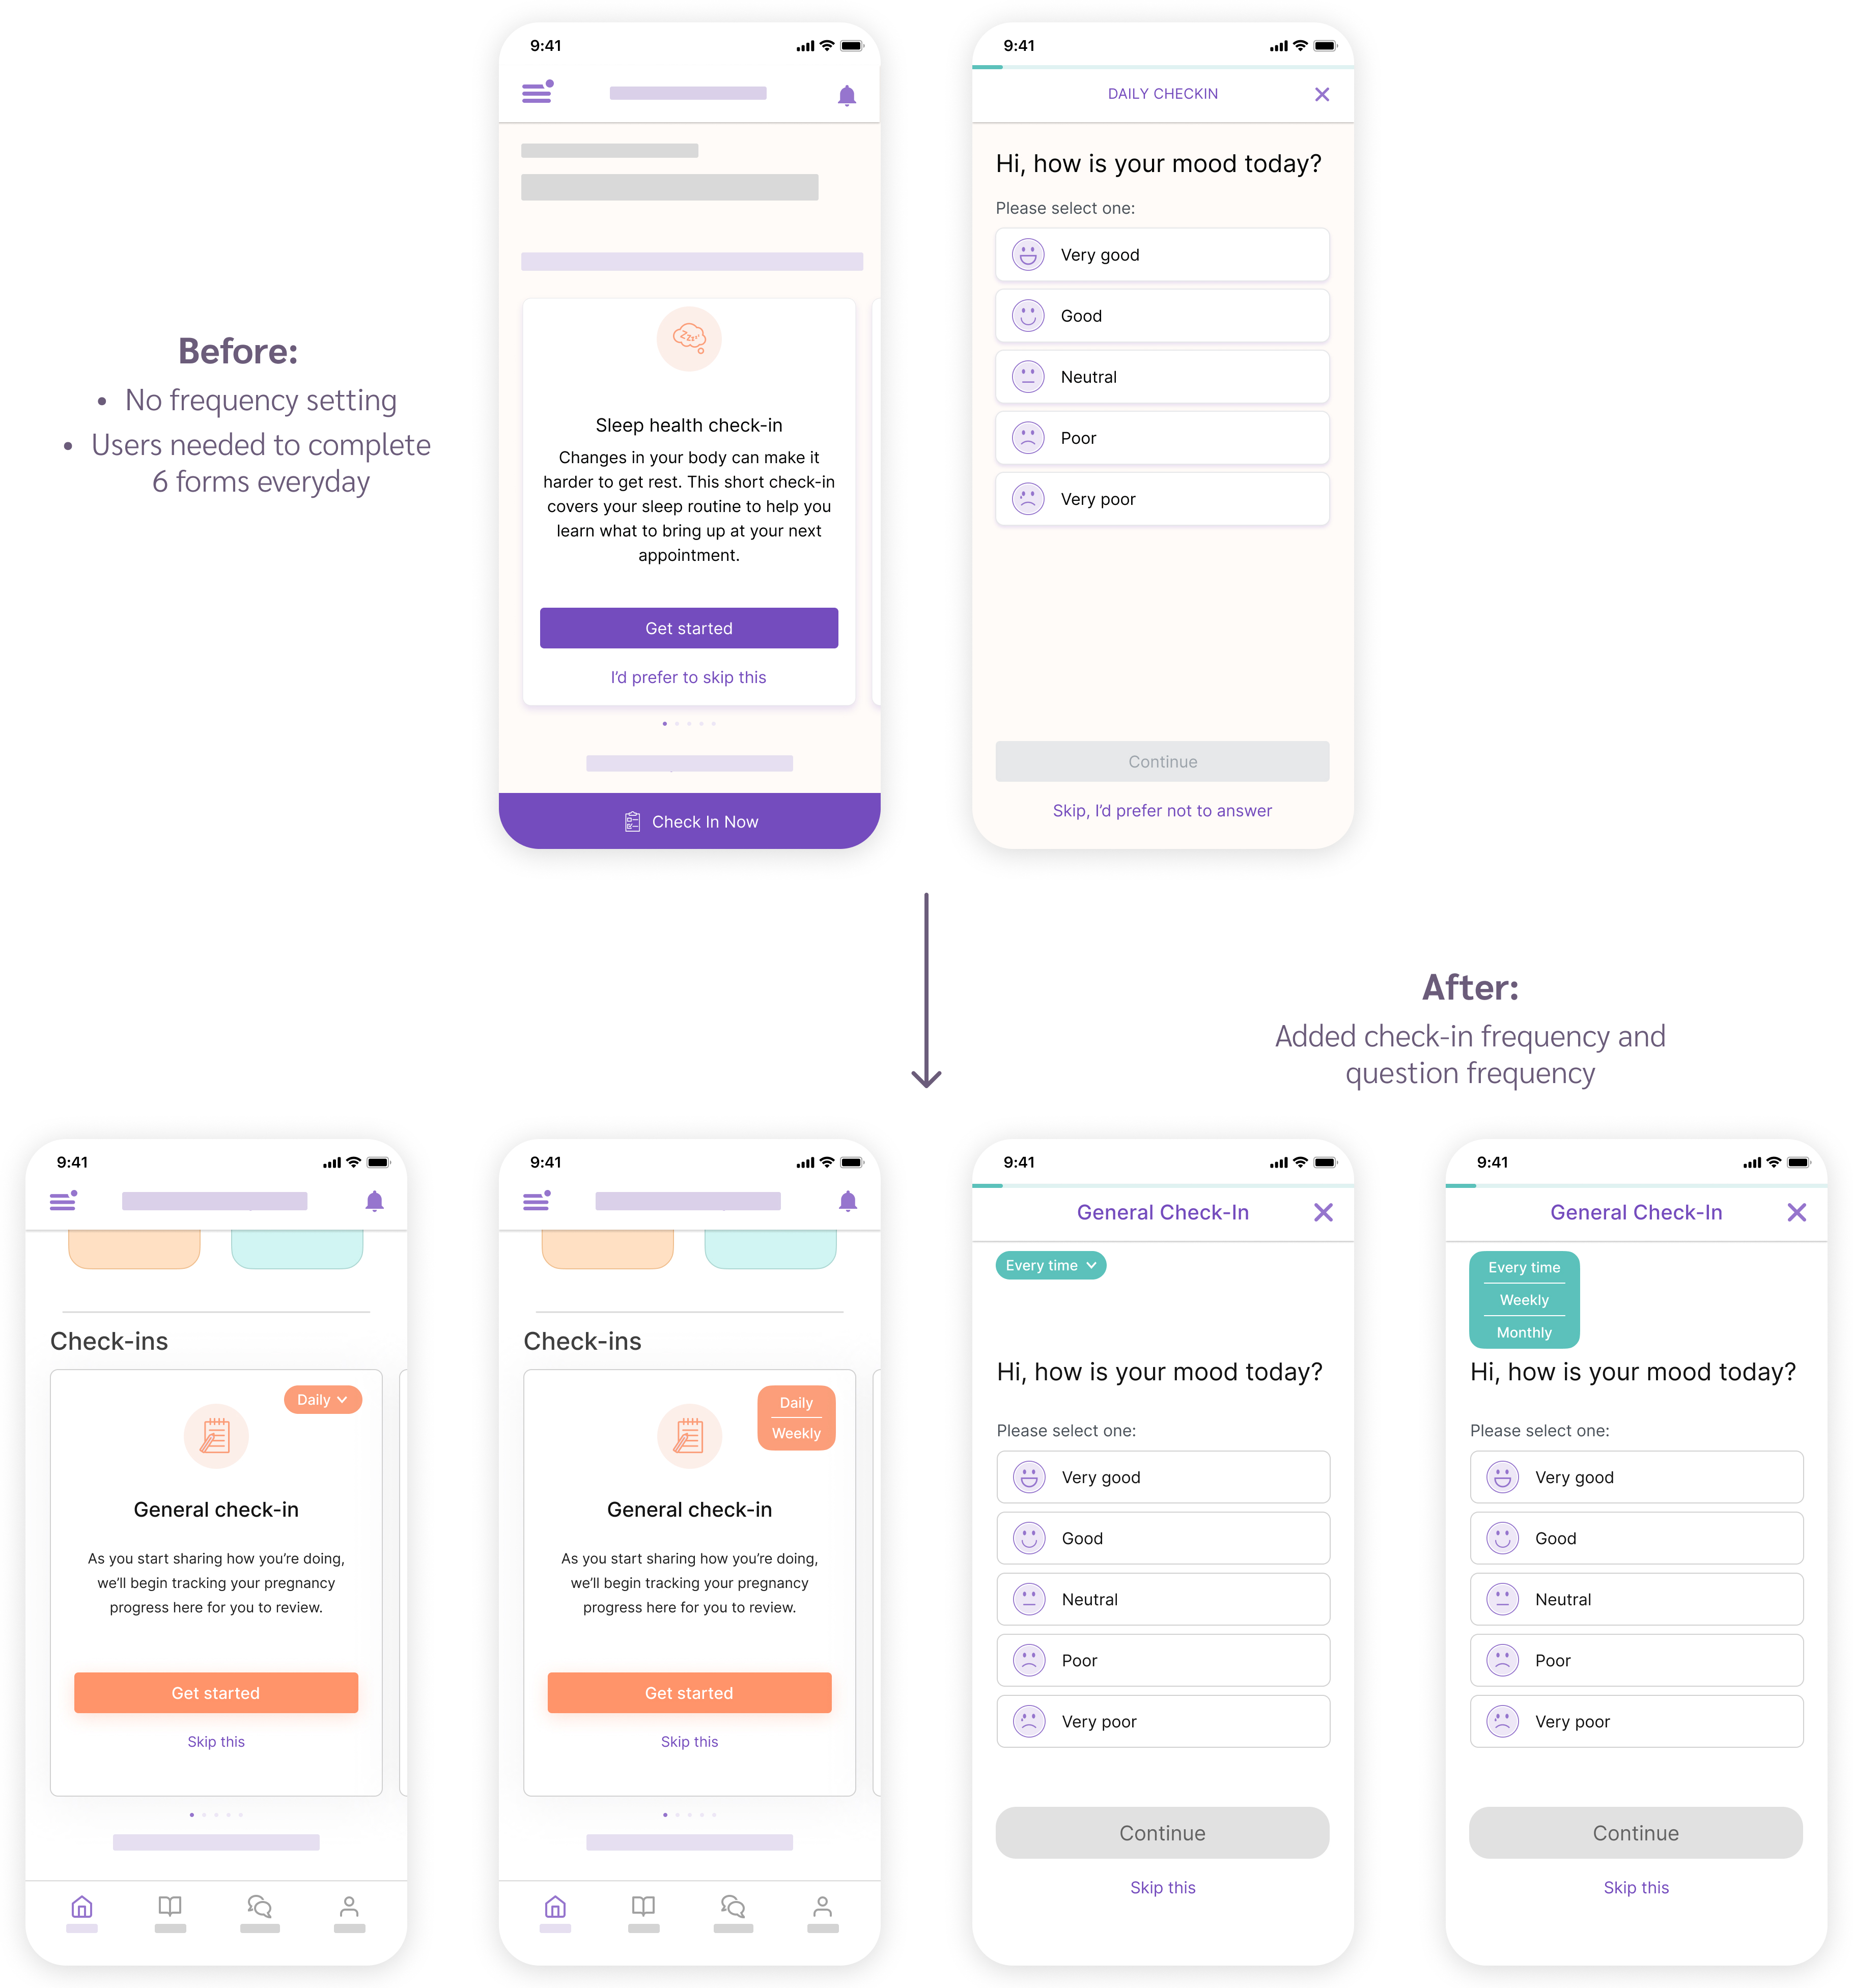 9:41
9:41
DAILY CHECKIN
Before:
• No frequency setting
• Users needed to complete
6 forms everyday
Zzz
Sleep health check-in
Changes in your body can make it
harder to get rest. This short check-in
covers your sleep routine to help you
learn what to bring up at your next
appointment.
Get started
I'd prefer to skip this
Check In Now
Hi, how is your mood today?
Please select one:
Very good
Good
Neutral
Poor
Very poor
Continue
Skip, I'd prefer not to answer
After:
Added check-in frequency and
question frequency
9:41
Check-ins
Daily
General check-in
As you start sharing how you're doing,
we'll begin tracking your pregnancy
progress here for you to review.
Get started
Skip this
9:41
Check-ins
Daily
Weekly
General check-in
As you start sharing how you're doing,
we'll begin tracking your pregnancy
progress here for you to review.
Get started
Skip this
9:41
General Check-In
Every time
Hi, how is your mood today?
Please select one:
Very good
Good
Neutral
Poor
Very poor
Continue
Skip this
9:41
General Check-In
Every time
Weekly
Monthly
Hi, how is your mood today?
Please select one:
Very good
Good
Neutral
Poor
Very poor
Continue
Skip this